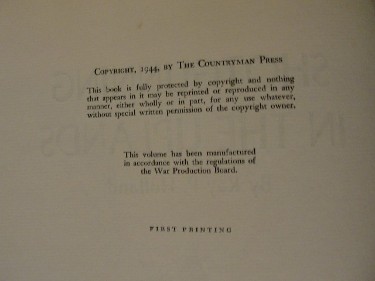 COPYRIGHT, 1944, BY THE COUNTRYMAN PRESS
This book is fully protected by copyright and nothing
that appears in it may be reprinted or reproduced in any
manner, either wholly or in part, for any use whatever,
without special written permission of the copyright owner.
This volume has been manufactured
in accordance with the regulations of
the War Production Board.
FIRST PRINTING